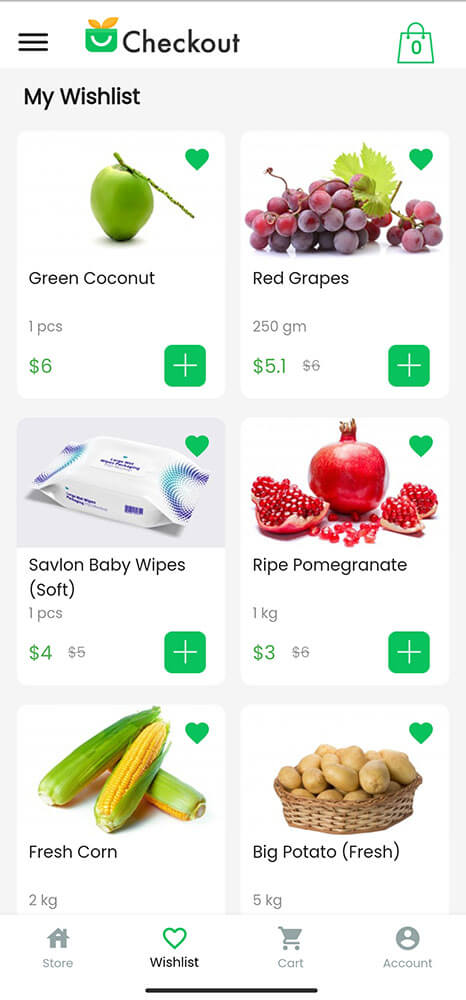 Checkout
0
My Wishlist
Green Coconut
1 pcs
$6
Red Grapes
250 gm
$5.1 $6
Savlon Baby Wipes
(Soft)
1 pcs
$4 $5
Ripe Pomegranate
1 kg
$3 $6
Fresh Corn
2 kg
Big Potato (Fresh)
5 kg
Store
Wishlist
Cart
Account